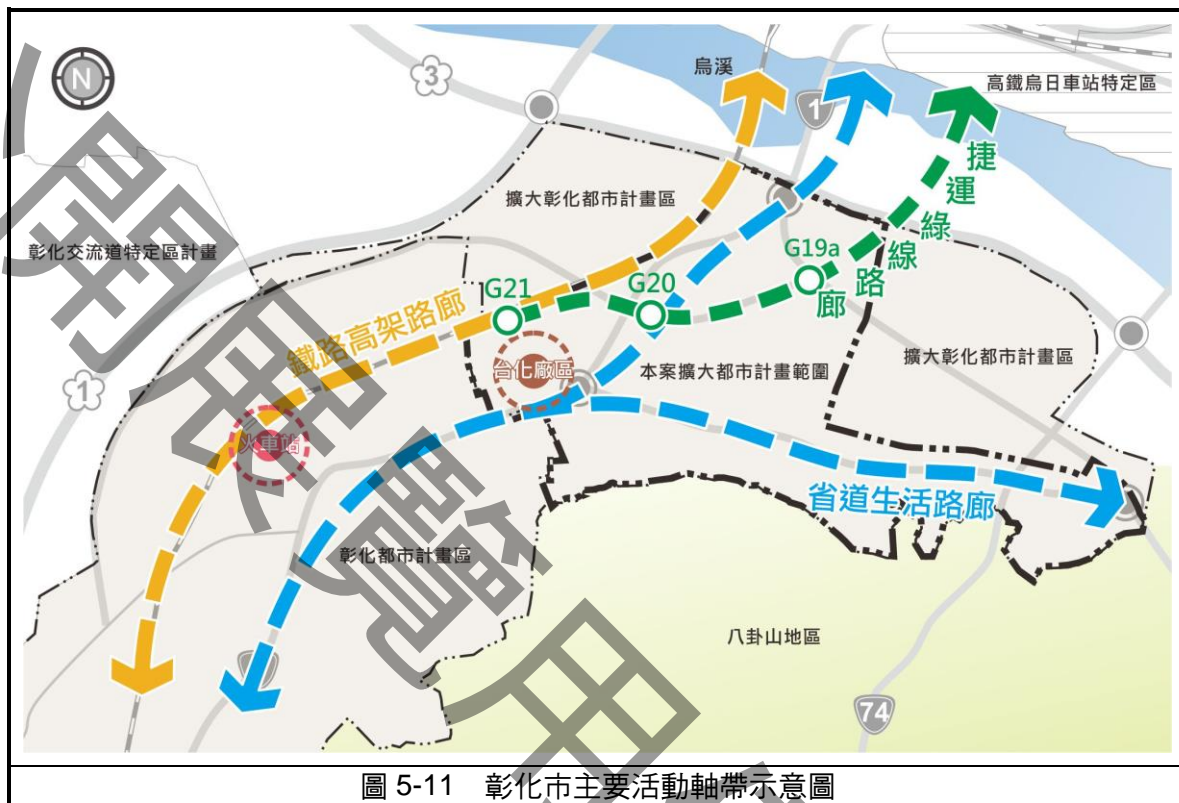 N
烏溪
3
高鐵烏日車站特定區
1
捷運綠線路廊
擴大彰化都市計畫區
彰化交流道特定區計畫
G19a
G21
G20
鐵路高架路廊
台化廠區
本案擴大都市計畫範圍
擴大彰化都市計畫區
1
火車站
省道生活路廊
彰化都市計畫區
八卦山地區
74
公開展覽用
圖 5-11 彰化市主要活動軸帶示意圖